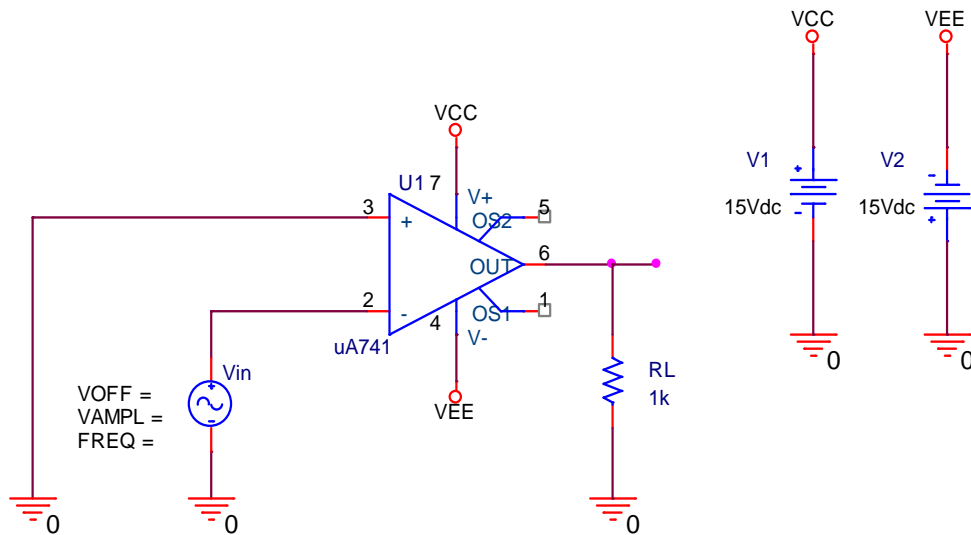 VCC
VEE
VCC
V1
V2
U1
7
V+
5
3
+
OS2
15Vdc
15Vdc
6
OUT
2
-
4
OS1
1
uA741
V-
0
0
Vin
RL
VOFF =
VAMPL =
FREQ =
1k
VEE
0
0
0